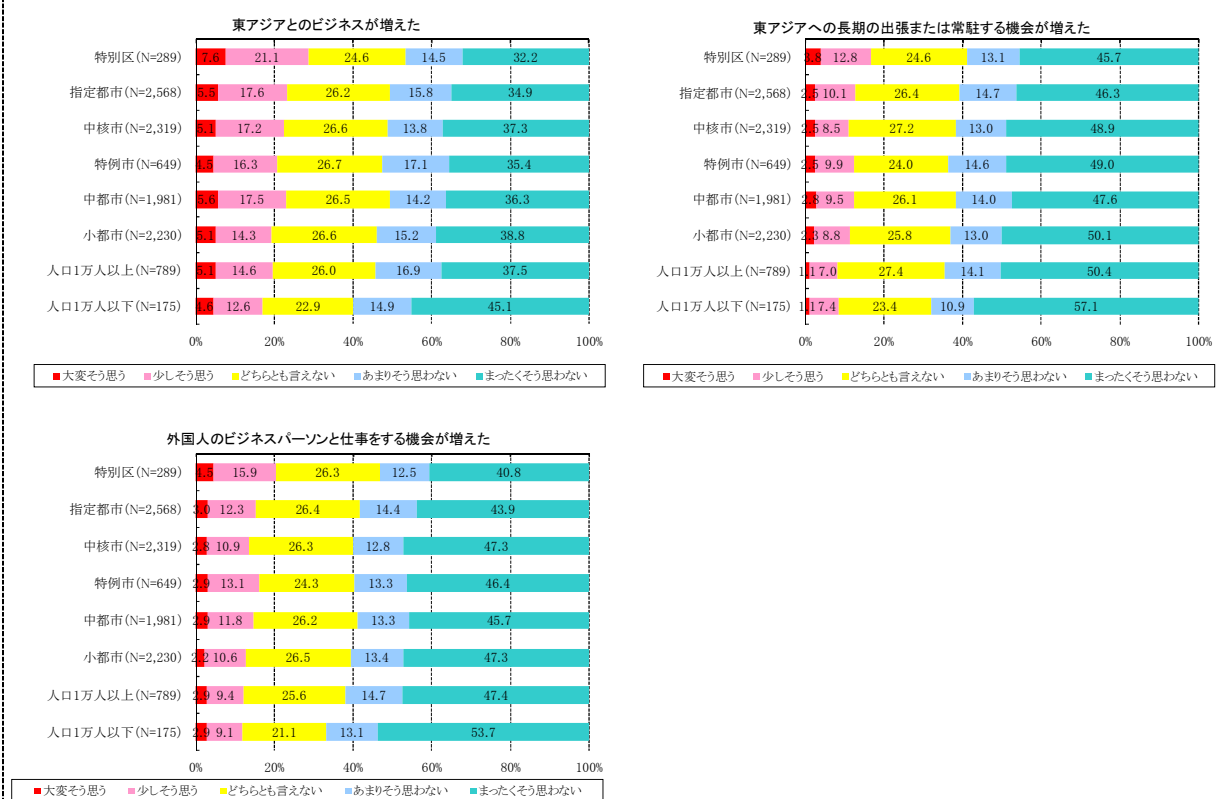 東アジアとのビジネスが増えた
特別区(N=289) 7.6 21.1 24.6 14.5 32.2
指定都市(N=2,568) 5.5 17.6 26.2 15.8 34.9
中核市(N=2,319) 5.1 17.2 26.6 13.8 37.3
特例市(N=649) 4.5 16.3 26.7 17.1 35.4
中都市(N=1,981) 5.6 17.5 26.5 14.2 36.3
小都市(N=2,230) 5.1 14.3 26.6 15.2 38.8
人口1万人以上(N=789) 5.1 14.6 26.0 16.9 37.5
人口1万人以下(N=175) 4.6 12.6 22.9 14.9 45.1
0% 20% 40% 60% 80% 100%
■大変そう思う ■少しそう思う ■どちらとも言えない ■あまりそう思わない ■まったくそう思わない
東アジアへの長期の出張または常駐する機会が増えた
特別区(N=289) 3.8 12.8 24.6 13.1 45.7
指定都市(N=2,568) 2.5 10.1 26.4 14.7 46.3
中核市(N=2,319) 2.5 8.5 27.2 13.0 48.9
特例市(N=649) 2.5 9.9 24.0 14.6 49.0
中都市(N=1,981) 2.8 9.5 26.1 14.0 47.6
小都市(N=2,230) 2.3 8.8 25.8 13.0 50.1
人口1万人以上(N=789) 1.1 7.0 27.4 14.1 50.4
人口1万人以下(N=175) 1.1 7.4 23.4 10.9 57.1
0% 20% 40% 60% 80% 100%
■大変そう思う ■少しそう思う ■どちらとも言えない ■あまりそう思わない ■まったくそう思わない
外国人のビジネスパーソンと仕事をする機会が増えた
特別区(N=289) 4.5 15.9 26.3 12.5 40.8
指定都市(N=2,568) 3.0 12.3 26.4 14.4 43.9
中核市(N=2,319) 2.8 10.9 26.3 12.8 47.3
特例市(N=649) 2.9 13.1 24.3 13.3 46.4
中都市(N=1,981) 2.9 11.8 26.2 13.3 45.7
小都市(N=2,230) 2.2 10.6 26.5 13.4 47.3
人口1万人以上(N=789) 2.9 9.4 25.6 14.7 47.4
人口1万人以下(N=175) 2.9 9.1 21.1 13.1 53.7
0% 20% 40% 60% 80% 100%
■大変そう思う ■少しそう思う ■どちらとも言えない ■あまりそう思わない ■まったくそう思わない